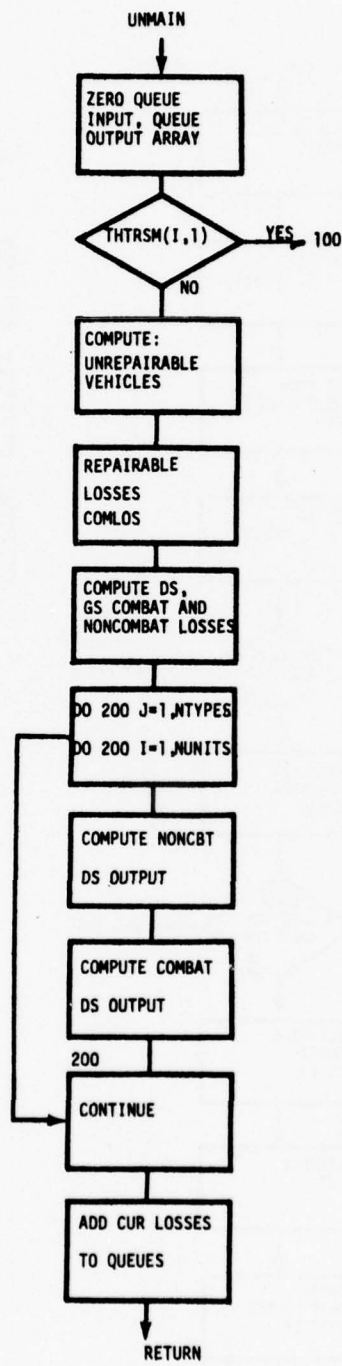 UNMAIN
ZERO QUEUE
INPUT, QUEUE
OUTPUT ARRAY
THTRSM(I,1)
YES 100
NO
COMPUTE:
UNREPAIRABLE
VEHICLES
REPAIRABLE
LOSSES
COMLOS
COMPUTE DS,
GS COMBAT AND
NONCOMBAT LOSSES
DO 200 J=1,NTYPES
DO 200 I=1,NUNITS
COMPUTE NONCBT
DS OUTPUT
COMPUTE COMBAT
DS OUTPUT
200
CONTINUE
ADD CUR LOSSES
TO QUEUES
RETURN